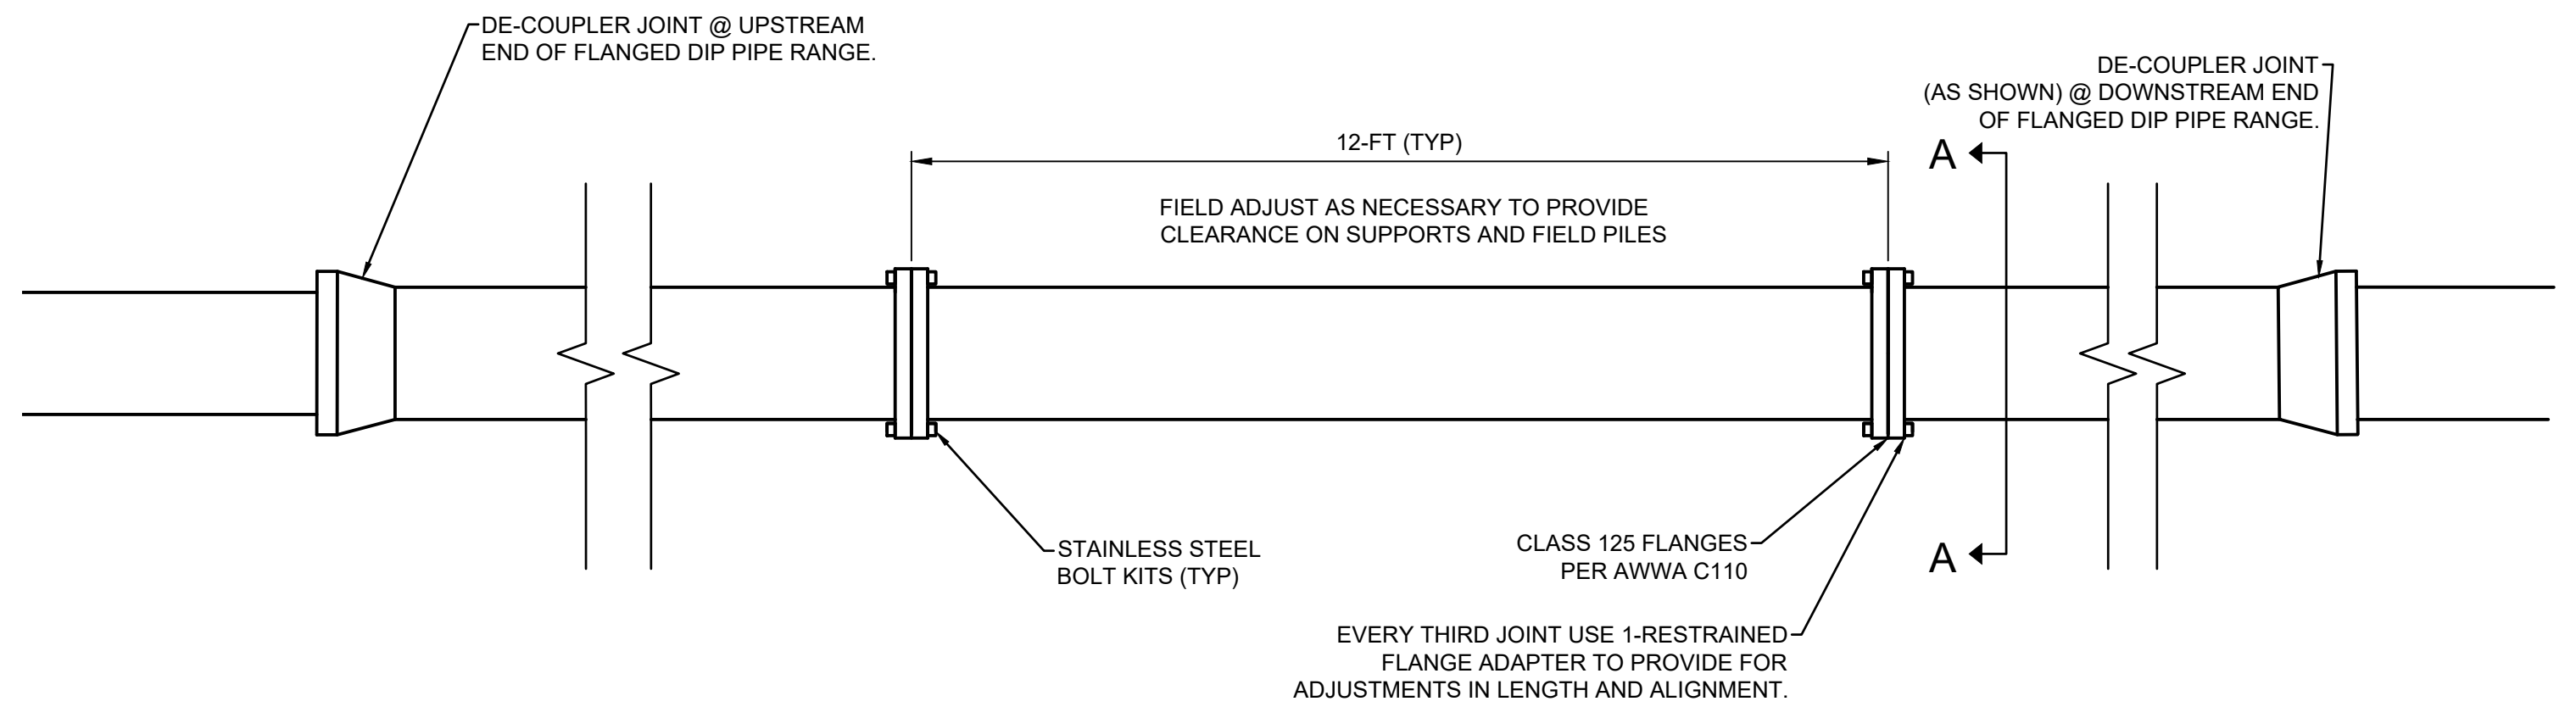 DE-COUPLER JOINT @ UPSTREAM
END OF FLANGED DIP PIPE RANGE.
DE-COUPLER JOINT
(AS SHOWN) @ DOWNSTREAM END
OF FLANGED DIP PIPE RANGE.
12-FT (TYP)
A
FIELD ADJUST AS NECESSARY TO PROVIDE
CLEARANCE ON SUPPORTS AND FIELD PILES
STAINLESS STEEL
BOLT KITS (TYP)
CLASS 125 FLANGES
PER AWWA C110
A
EVERY THIRD JOINT USE 1-RESTRAINED
FLANGE ADAPTER TO PROVIDE FOR
ADJUSTMENTS IN LENGTH AND ALIGNMENT.